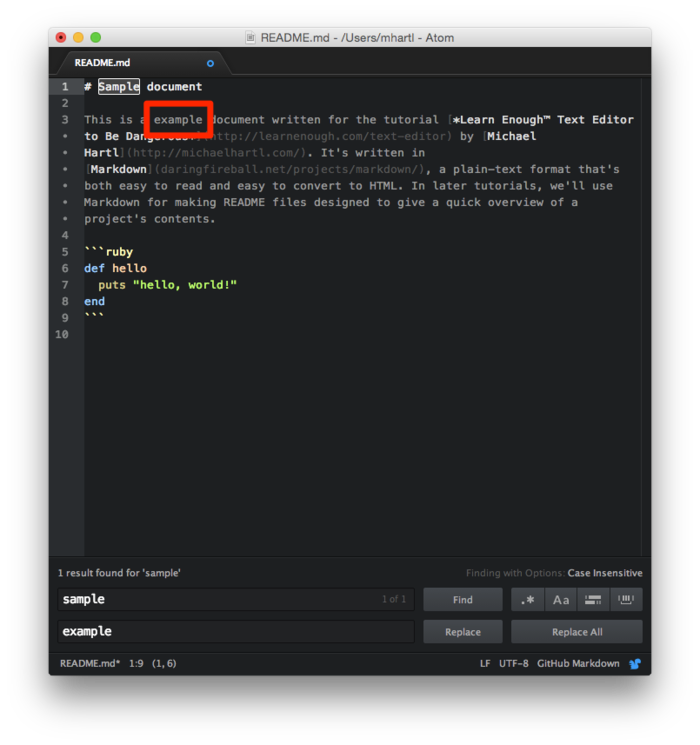 README.md - /Users/mhartl - Atom
README.md
1 # Sample document
2
3 This is a example document written for the tutorial [*Learn Enough™ Text Editor
• to Be Dangerous*](http://learnenough.com/text-editor) by [Michael
• Hartl](http://michaelhartl.com/). It's written in
• [Markdown](daringfireball.net/projects/markdown/), a plain-text format that's
• both easy to read and easy to convert to HTML. In later tutorials, we'll use
• Markdown for making README files designed to give a quick overview of a
• project's contents.
4
5 ```ruby
6 def hello
7   puts "hello, world!"
8 end
9 ```
10
1 result found for 'sample' Finding with Options: Case Insensitive
sample 1 of 1 Find .* Aa
example Replace Replace All
README.md* 1:9 (1, 6) LF UTF-8 GitHub Markdown